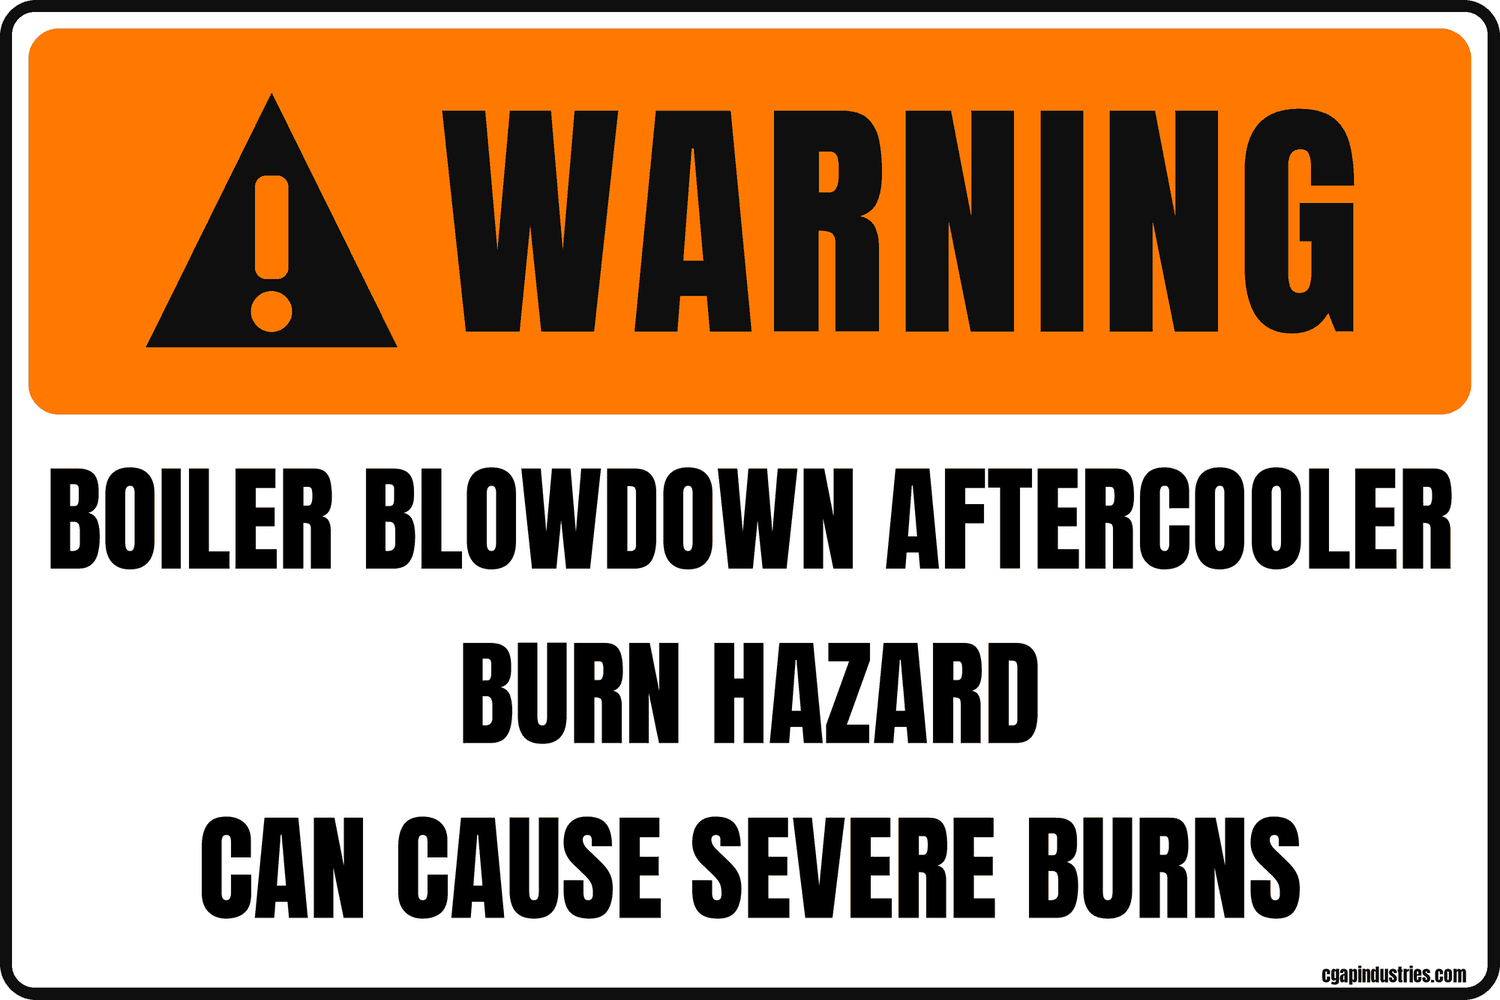 WARNING
BOILER BLOWDOWN AFTERCOOLER
BURN HAZARD
CAN CAUSE SEVERE BURNS
cgapindustries.com